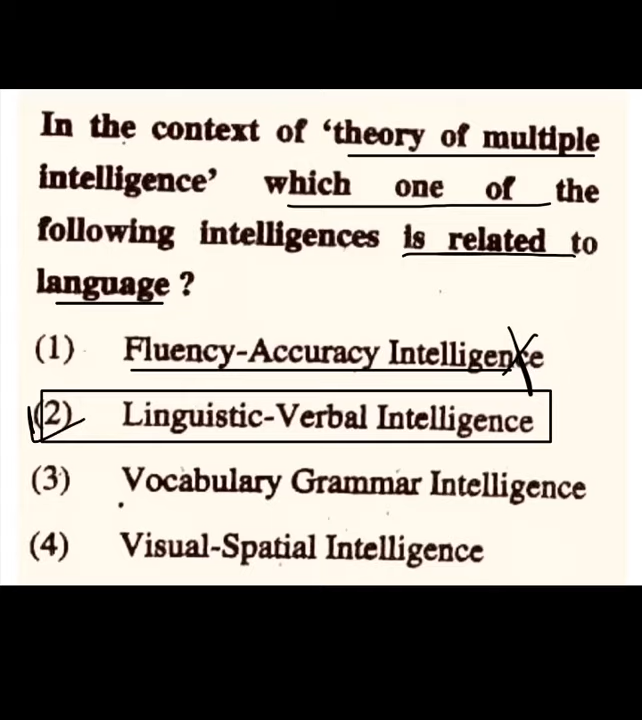 In the context of ‘theory of multiple
intelligence’ which one of the
following intelligences is related to
language ?
(1) Fluency-Accuracy Intelligence
(2) Linguistic-Verbal Intelligence
(3) Vocabulary Grammar Intelligence
(4) Visual-Spatial Intelligence